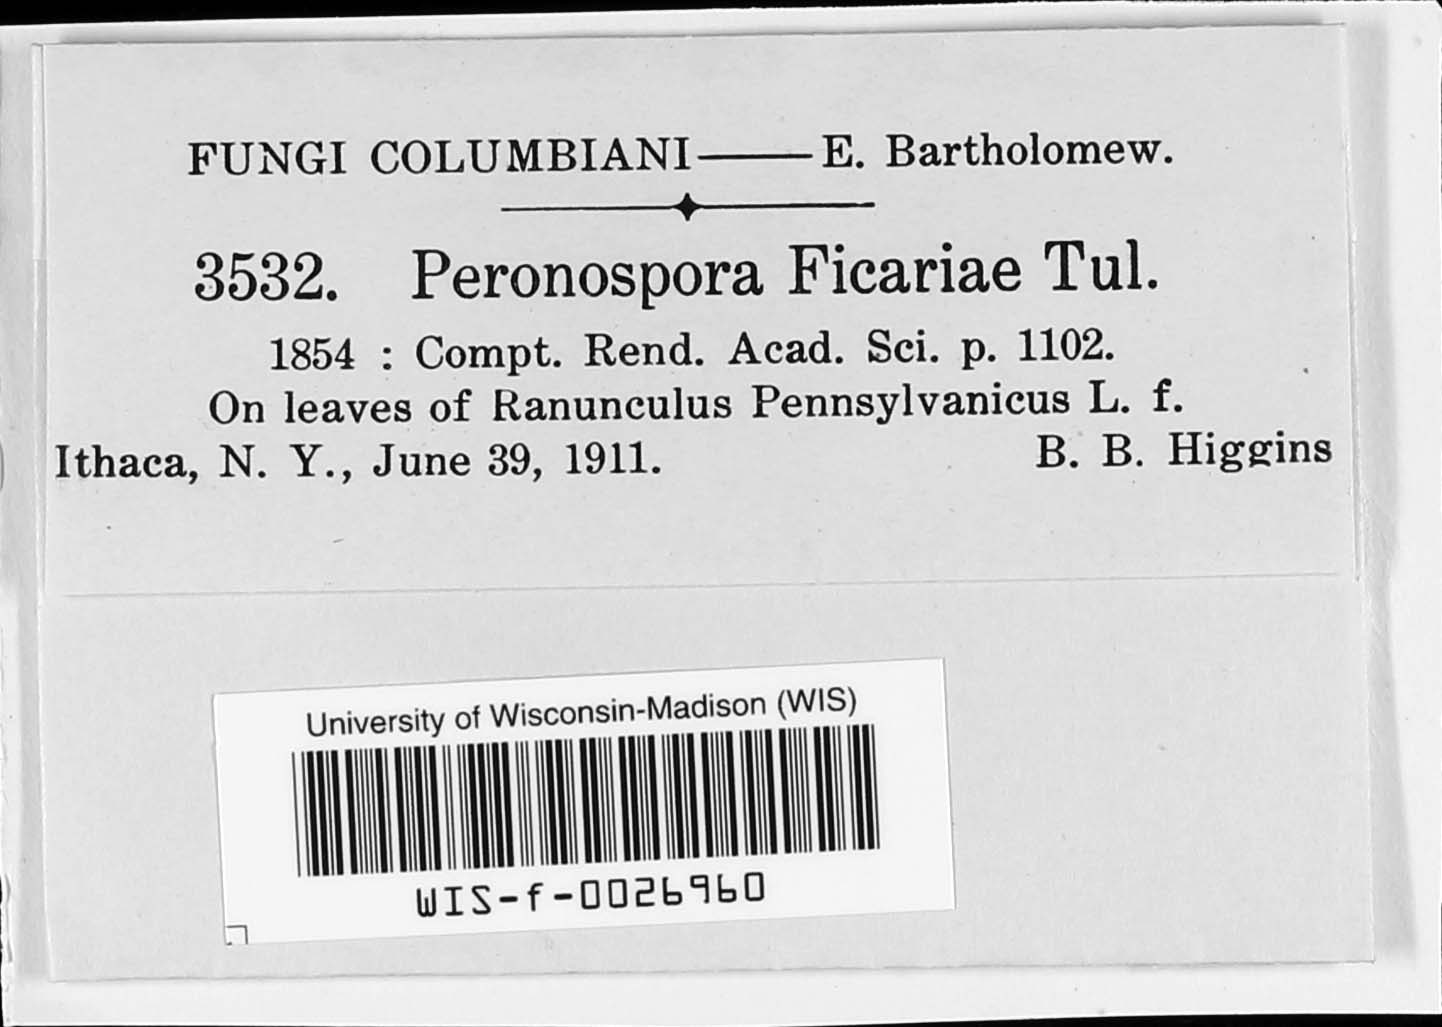 FUNGI COLUMBIANI——E. Bartholomew.
3532. Peronospora Ficariae Tul.
1854 : Compt. Rend. Acad. Sci. p. 1102.
On leaves of Ranunculus Pennsylvanicus L. f.
Ithaca, N. Y., June 39, 1911. B. B. Higgins
University of Wisconsin-Madison (WIS)
WIS-f-0026960